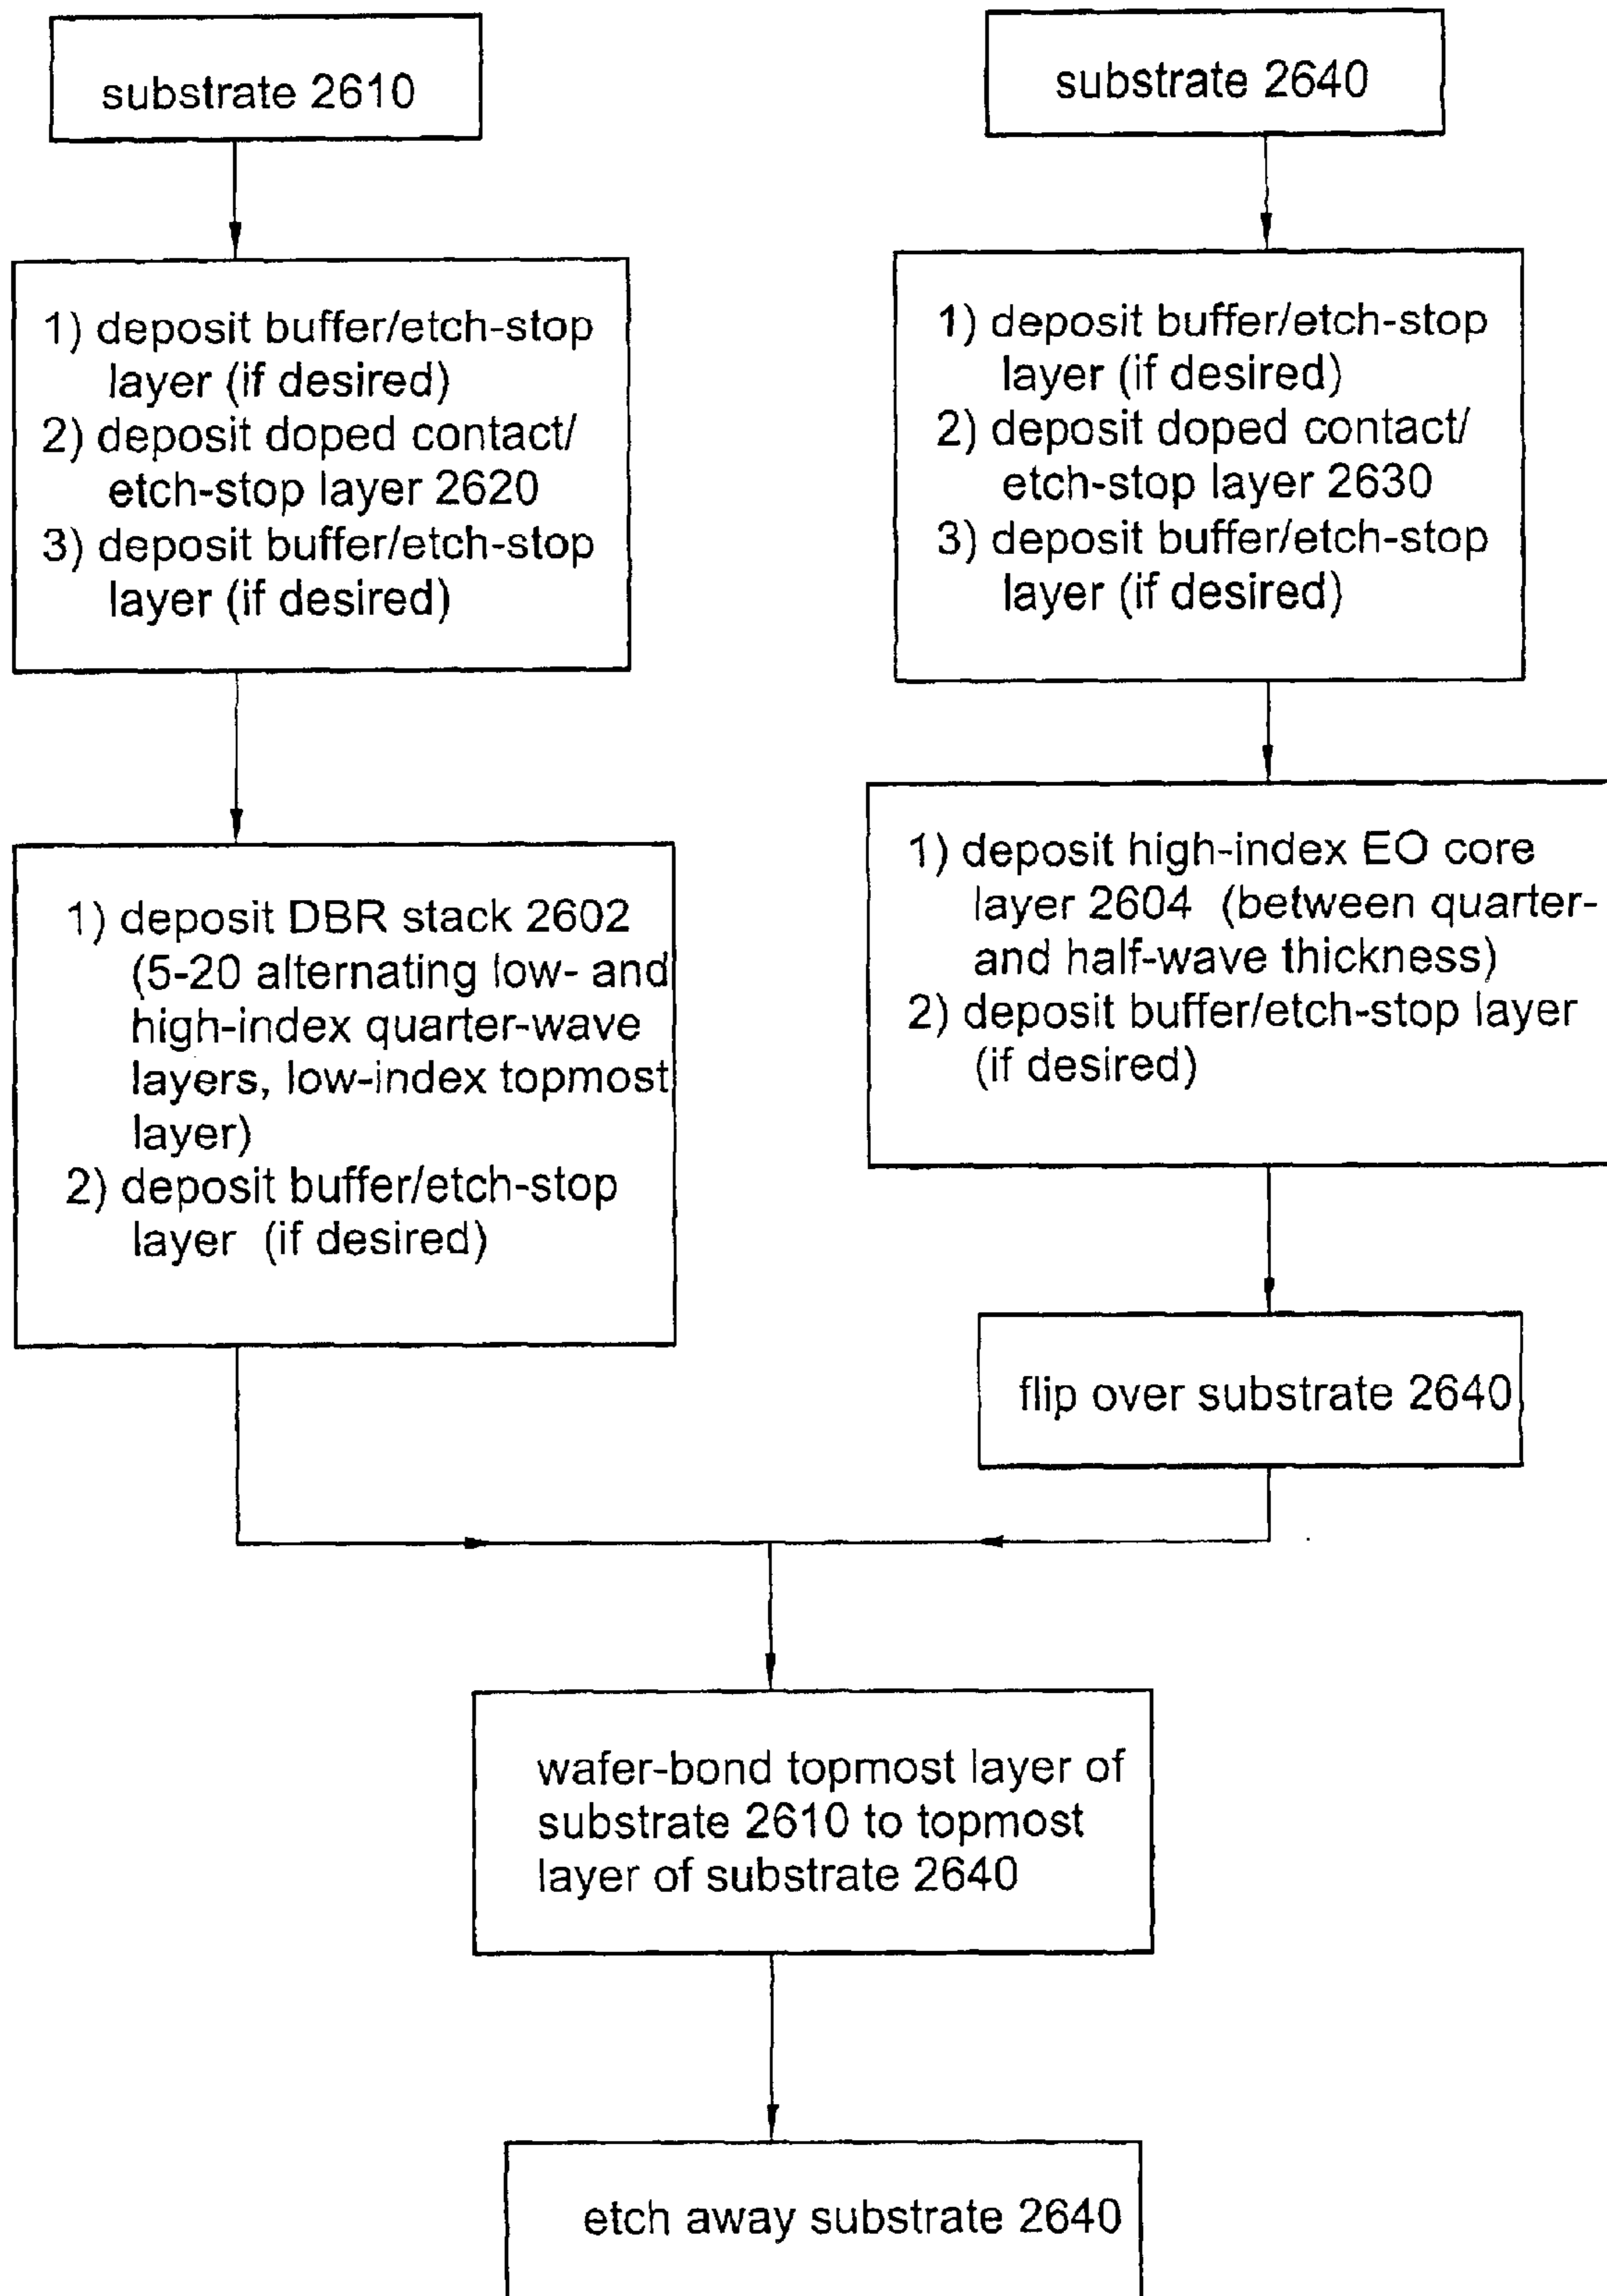 substrate 2610
substrate 2640
1) deposit buffer/etch-stop
layer (if desired)
2) deposit doped contact/
etch-stop layer 2620
3) deposit buffer/etch-stop
layer (if desired)
1) deposit buffer/etch-stop
layer (if desired)
2) deposit doped contact/
etch-stop layer 2630
3) deposit buffer/etch-stop
layer (if desired)
1) deposit DBR stack 2602
(5-20 alternating low- and
high-index quarter-wave
layers, low-index topmost
layer)
2) deposit buffer/etch-stop
layer (if desired)
1) deposit high-index EO core
layer 2604 (between quarter-
and half-wave thickness)
2) deposit buffer/etch-stop layer
(if desired)
flip over substrate 2640
wafer-bond topmost layer of
substrate 2610 to topmost
layer of substrate 2640
etch away substrate 2640